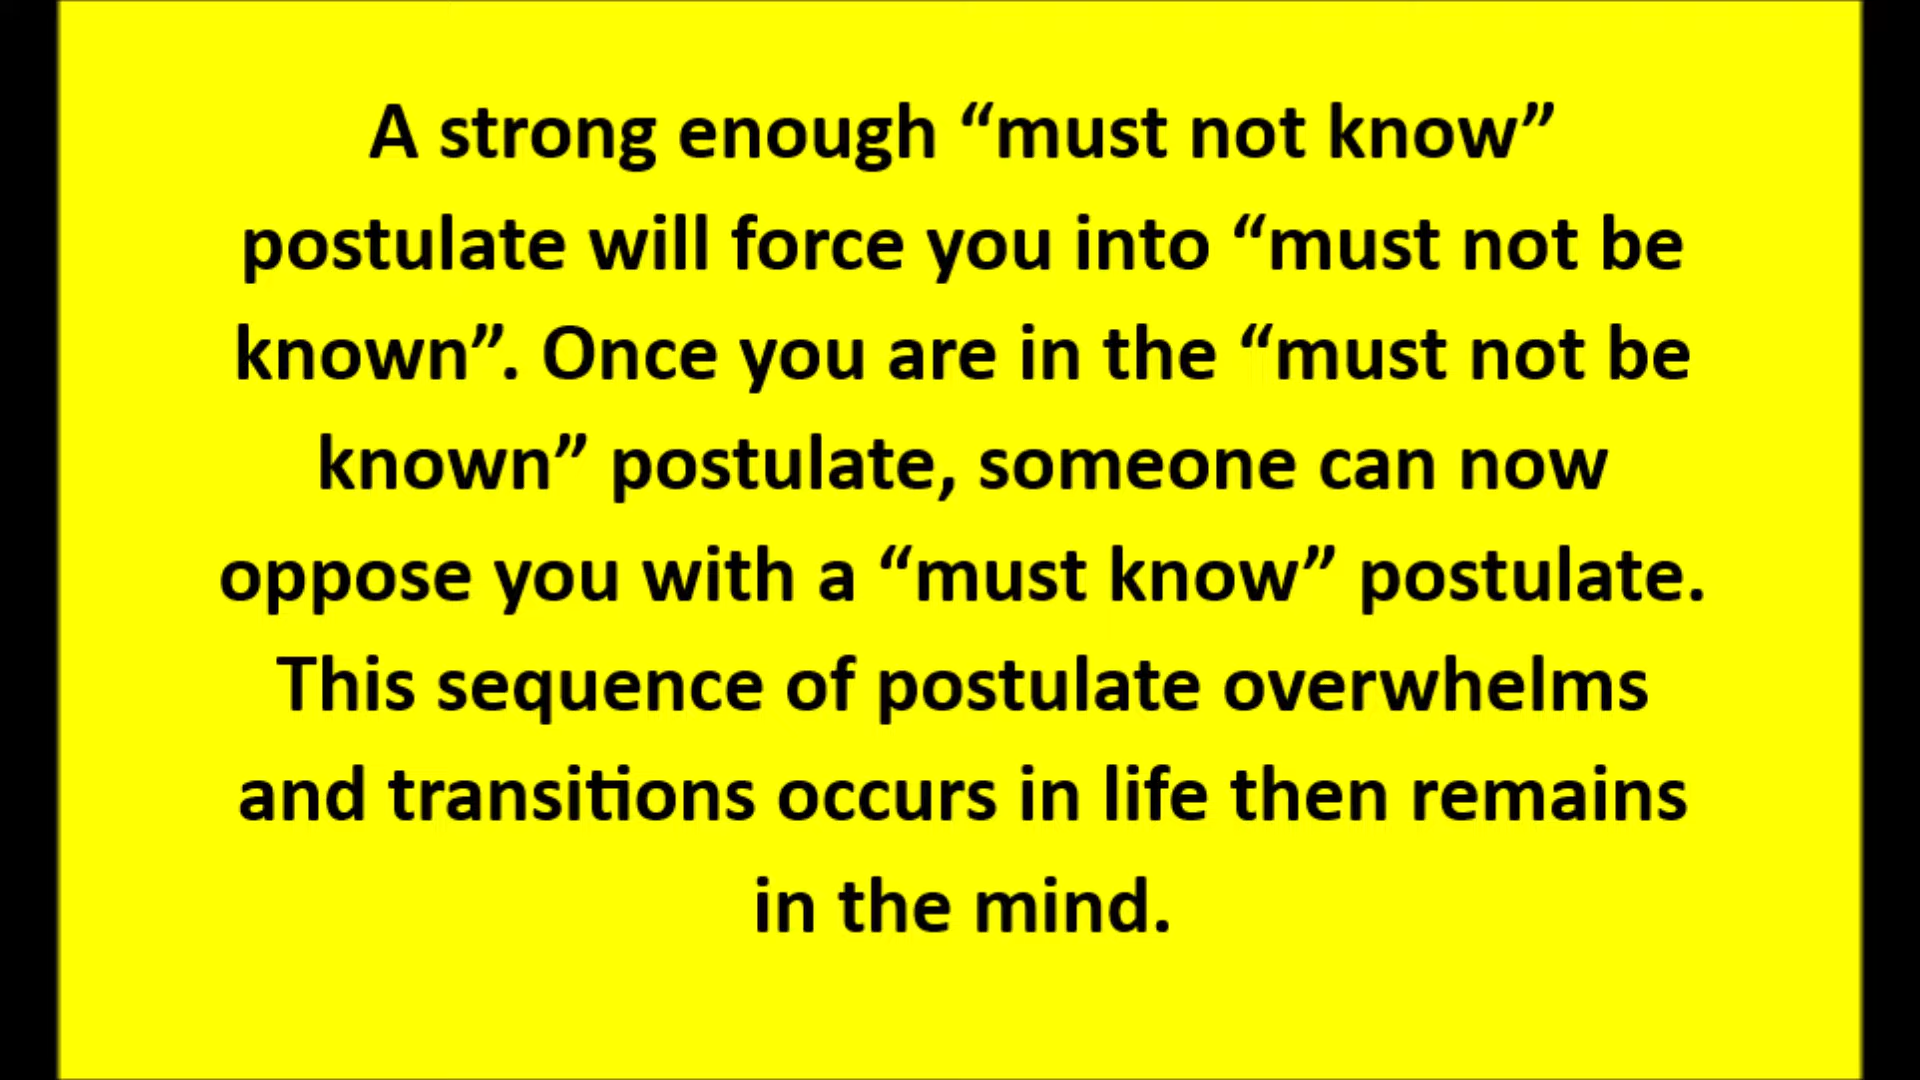 A strong enough “must not know”
postulate will force you into “must not be
known”. Once you are in the “must not be
known” postulate, someone can now
oppose you with a “must know” postulate.
This sequence of postulate overwhelms
and transitions occurs in life then remains
in the mind.